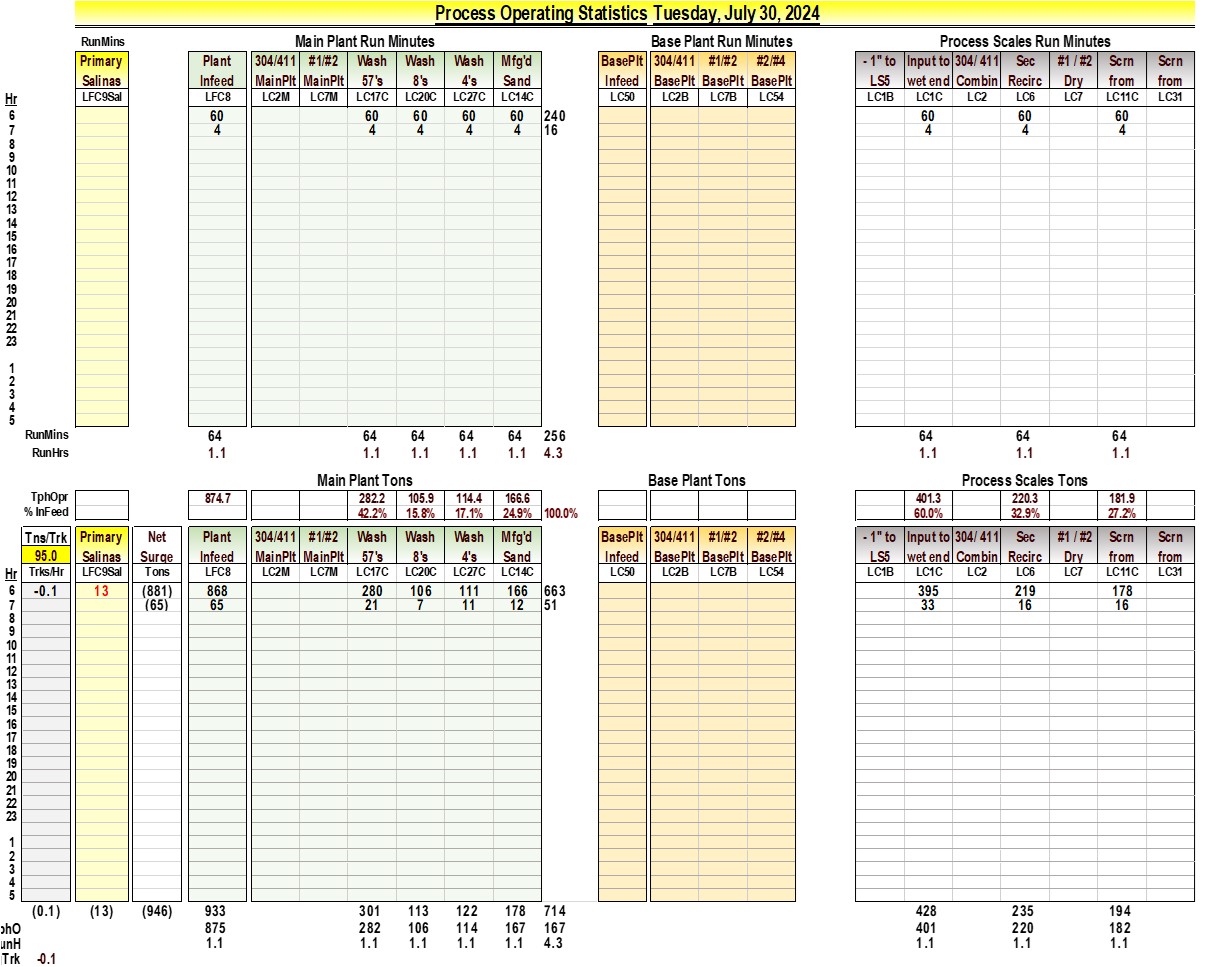 Process Operating Statistics Tuesday, July 30, 2024
RunMins Main Plant Run Minutes Base Plant Run Minutes Process Scales Run Minutes
Primary Plant 304/411 #1/#2 Wash Wash Wash Mfg'd BasePlt 304/411 #1/#2 #2/#4 - 1" to Input to 304/ 411 Sec #1 / #2 Scrn Scrn
Salinas Infeed MainPlt MainPlt 57's 8's 4's Sand Infeed BasePlt BasePlt BasePlt LS5 wet end Combin Recirc Dry from from
Hr LFC9Sal LFC8 LC2M LC7M LC17C LC20C LC27C LC14C LC50 LC2B LC7B LC54 LC1B LC1C LC2 LC6 LC7 LC11C LC31
6 60 60 60 60 60 240 60 60 60
7 4 4 4 4 4 16 4 4 4
8
9
10
11
12
13
14
15
16
17
18
19
20
21
22
23
1
2
3
4
5
RunMins 64 64 64 64 64 256 64 64 64
RunHrs 1.1 1.1 1.1 1.1 1.1 4.3 1.1 1.1 1.1
Main Plant Tons Base Plant Tons Process Scales Tons
TphOpr 874.7 282.2 105.9 114.4 166.6 401.3 220.3 181.9
% InFeed 42.2% 15.8% 17.1% 24.9% 100.0% 60.0% 32.9% 27.2%
Tns/Trk Primary Net Plant 304/411 #1/#2 Wash Wash Wash Mfg'd BasePlt 304/411 #1/#2 #2/#4 - 1" to Input to 304/ 411 Sec #1 / #2 Scrn Scrn
95.0 Salinas Surge Infeed MainPlt MainPlt 57's 8's 4's Sand Infeed BasePlt BasePlt BasePlt LS5 wet end Combin Recirc Dry from from
Hr Trks/Hr LFC9Sal Tons LFC8 LC2M LC7M LC17C LC20C LC27C LC14C LC50 LC2B LC7B LC54 LC1B LC1C LC2 LC6 LC7 LC11C LC31
6 -0.1 13 (881) 868 280 106 111 166 663 395 219 178
7 (65) 65 21 7 11 12 51 33 16 16
8
9
10
11
12
13
14
15
16
17
18
19
20
21
22
23
1
2
3
4
5
(0.1) (13) (946) 933 301 113 122 178 714 428 235 194
phO 875 282 106 114 167 167 401 220 182
unH 1.1 1.1 1.1 1.1 1.1 4.3 1.1 1.1 1.1
Trk -0.1